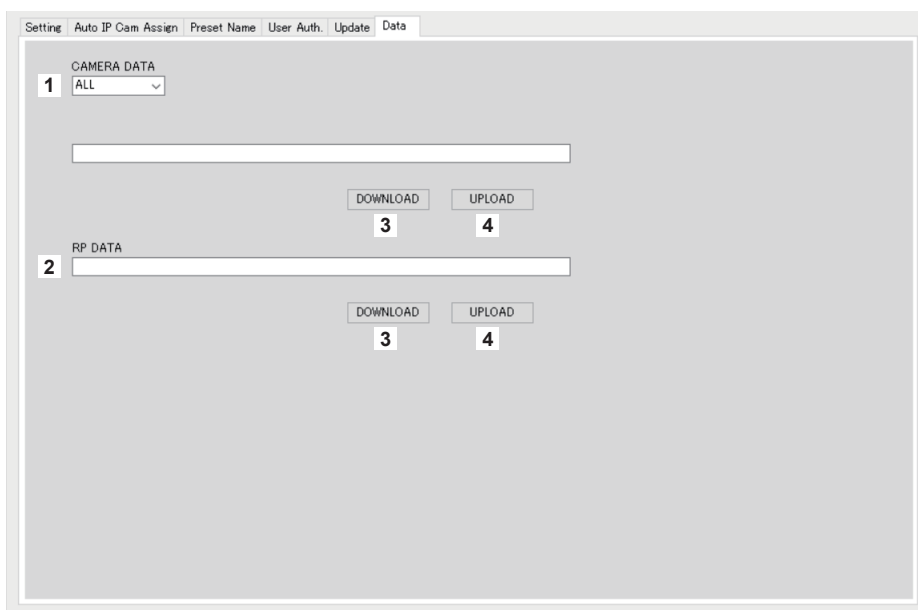 Setting Auto IP Cam Assign Preset Name User Auth. Update Data
CAMERA DATA
1 ALL
DOWNLOAD UPLOAD
3 4
RP DATA
2
DOWNLOAD UPLOAD
3 4